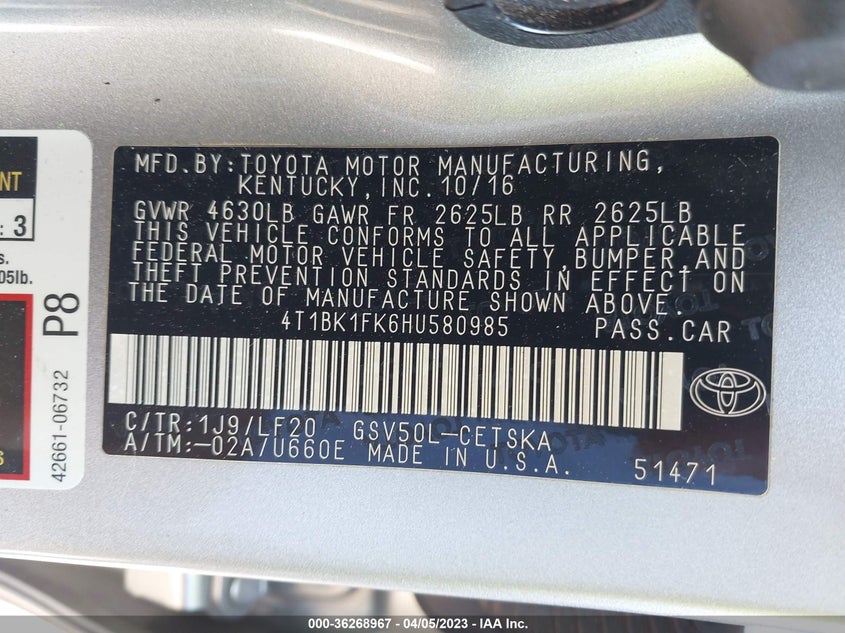 MFD.BY:TOYOTA MOTOR MANUFACTURING,
KENTUCKY,INC.10/16
GVWR 4630LB GAWR FR 2625LB RR 2625LB
THIS VEHICLE CONFORMS TO ALL APPLICABLE
FEDERAL MOTOR VEHICLE SAFETY,BUMPER,AND
THEFT PREVENTION STANDARDS IN EFFECT ON
THE DATE OF MANUFACTURE SHOWN ABOVE.
4T1BK1FK6HU580985 PASS.CAR
C/TR:1J9/LF20 GSV50L-CETSKA
A/TM:-02A/U660E MADE IN U.S.A.
51471
: 3
05lb.
P8
42661-06732
000-36268967 - 04/05/2023 - IAA Inc.